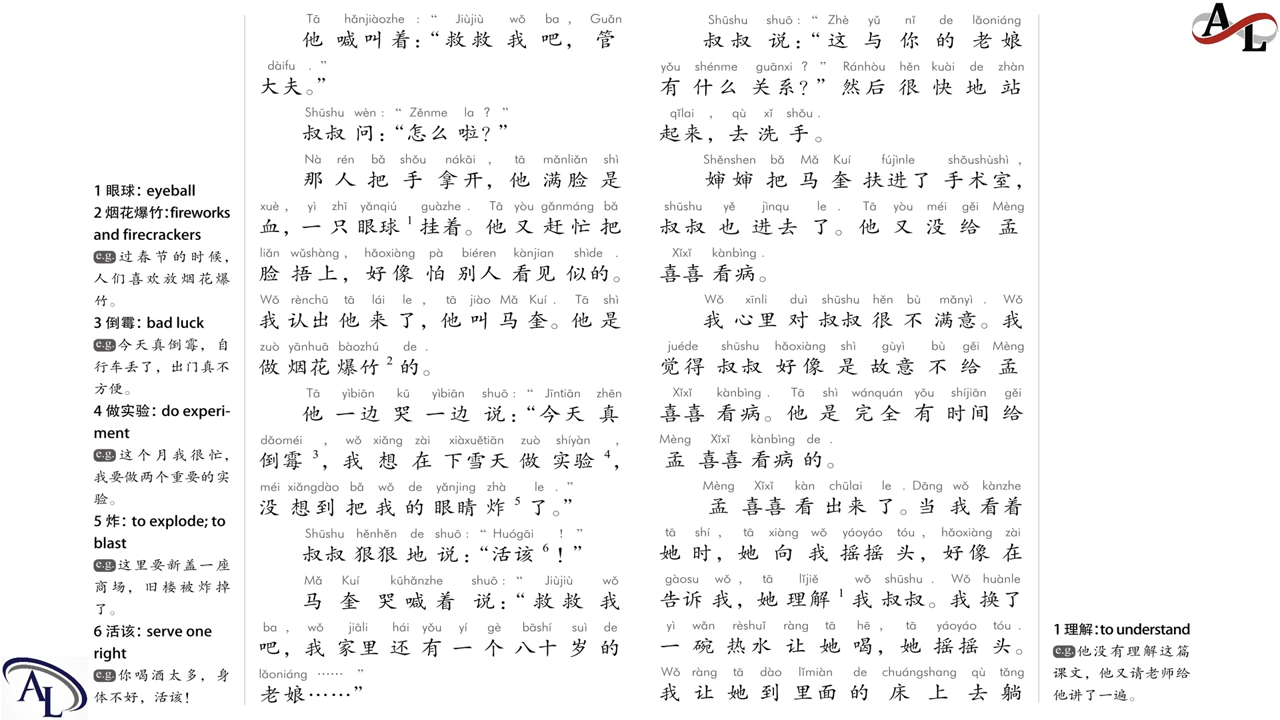 1 眼球：eyeball
2 烟花爆竹：fireworks
and firecrackers
e.g. 过春节的时候，
人们喜欢放烟花爆
竹。
3 倒霉：bad luck
e.g. 今天真倒霉，自
行车丢了，出门真不
方便。
4 做实验：do experi-
ment
e.g. 这个月我很忙，
我要做两个重要的实
验。
5 炸：to explode; to
blast
e.g. 这里要新盖一座
商场，旧楼被炸掉
了。
6 活该：serve one
right
e.g. 你喝酒太多，身
体不好，活该！
AL
Tā hǎnjiàozhe : “ Jiùjiù wǒ ba , Guǎn
他喊叫着：“救救我吧，管
dàifu . ”
大夫。”
Shūshu wèn : “ Zěnme la ? ”
叔叔问：“怎么啦？”
Nà rén bǎ shǒu nákāi , tā mǎnliǎn shì
那人把手拿开，他满脸是
xuè , yì zhī yǎnqiú guàzhe . Tā yòu gǎnmáng bǎ
血，一只眼球1挂着。他又赶忙把
liǎn wǔshàng , hǎoxiàng pà biéren kànjian shìde .
脸捂上，好像怕别人看见似的。
Wǒ rènchū tā lái le , tā jiào Mǎ Kuí . Tā shì
我认出他来了，他叫马奎。他是
zuò yānhuā bàozhú de .
做烟花爆竹2的。
Tā yìbiān kū yìbiān shuō : “ Jīntiān zhēn
他一边哭一边说：“今天真
dǎoméi , wǒ xiǎng zài xiàxuětiān zuò shíyàn ,
倒霉3，我想在下雪天做实验4，
méi xiǎngdào bǎ wǒ de yǎnjing zhà le . ”
没想到把我的眼睛炸5了。”
Shūshu hěnhěn de shuō : “ Huógāi ! ”
叔叔狠狠地说：“活该6！”
Mǎ Kuí kūhǎnzhe shuō : “ Jiùjiù wǒ
马奎哭喊着说：“救救我
ba , wǒ jiāli hái yǒu yí gè bāshí suì de
吧，我家里还有一个八十岁的
lǎoniáng …… ”
老娘……”
Shūshu shuō : “ Zhè yǔ nǐ de lǎoniáng
叔叔说：“这与你的老娘
yǒu shénme guānxi ? ” Ránhòu hěn kuài de zhàn
有什么关系？”然后很快地站
qǐlai , qù xǐ shǒu .
起来，去洗手。
Shěnshen bǎ Mǎ Kuí fújìnle shǒushùshì ,
婶婶把马奎扶进了手术室，
shūshu yě jìnqu le . Tā yòu méi gěi Mèng
叔叔也进去了。他又没给孟
Xǐxǐ kànbìng .
喜喜看病。
Wǒ xīnli duì shūshu hěn bù mǎnyì . Wǒ
我心里对叔叔很不满意。我
juéde shūshu hǎoxiàng shì gùyì bù gěi Mèng
觉得叔叔好像是故意不给孟
Xǐxǐ kànbìng . Tā shì wánquán yǒu shíjiān gěi
喜喜看病。他是完全有时间给
Mèng Xǐxǐ kànbìng de .
孟喜喜看病的。
Mèng Xǐxǐ kàn chūlai le . Dāng wǒ kànzhe
孟喜喜看出来了。当我看着
tā shí , tā xiàng wǒ yáoyáo tóu , hǎoxiàng zài
她时，她向我摇摇头，好像在
gàosu wǒ , tā lǐjiě wǒ shūshu . Wǒ huànle
告诉我，她理解1我叔叔。我换了
yì wǎn rèshuǐ ràng tā hē , tā yáoyáo tóu .
一碗热水让她喝，她摇摇头。
Wǒ ràng tā dào lǐmiàn de chuángshang qù tǎng
我让她到里面的床上去躺
AL
1 理解：to understand
e.g. 他没有理解这篇
课文，他又请老师给
他讲了一遍。